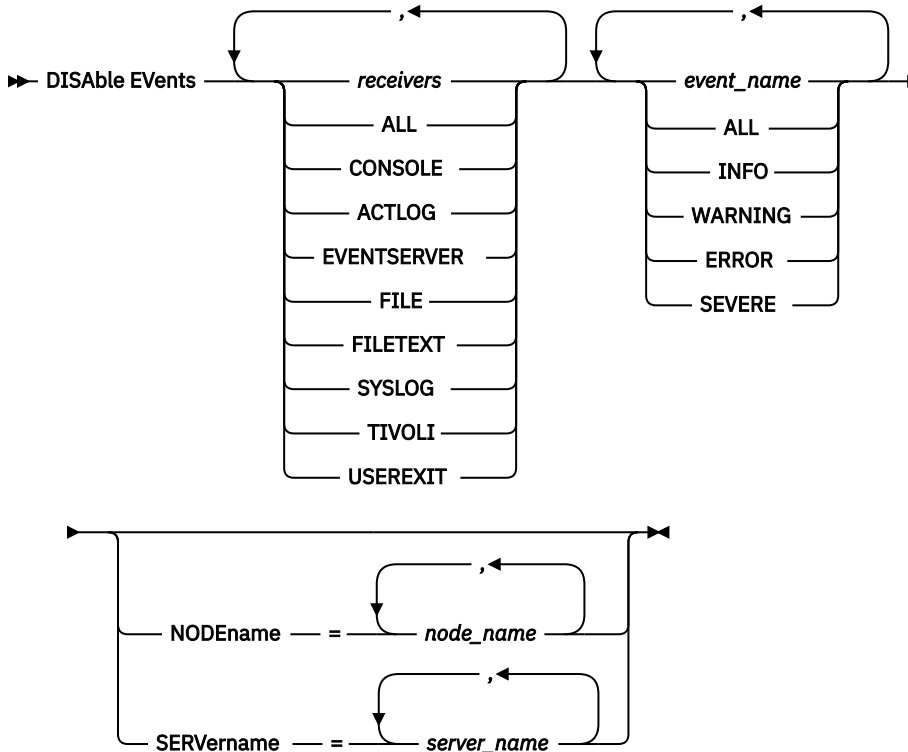 , ,
DISAble EVents receivers event_name
ALL ALL
CONSOLE INFO
ACTLOG WARNING
EVENTSERVER ERROR
FILE SEVERE
FILETEXT
SYSLOG
TIVOLI
USEREXIT
,
NODEname = node_name
,
SERVername = server_name